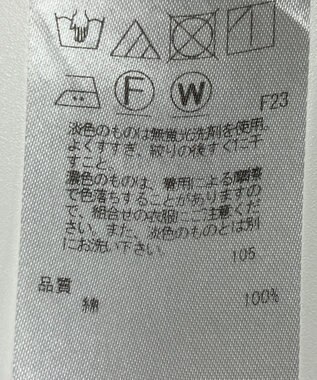 F
W
F23
淡色のものは無蛍光洗剤を使用。
よくすすぎ、絞りの後すぐに干
すこと。
濃色のものは、着用による摩擦
で色落ちすることがありますの
で、組合せの衣服にご注意くだ
さい。また、淡色のものとは別
にお洗い下さい。
105
品質
綿 100%